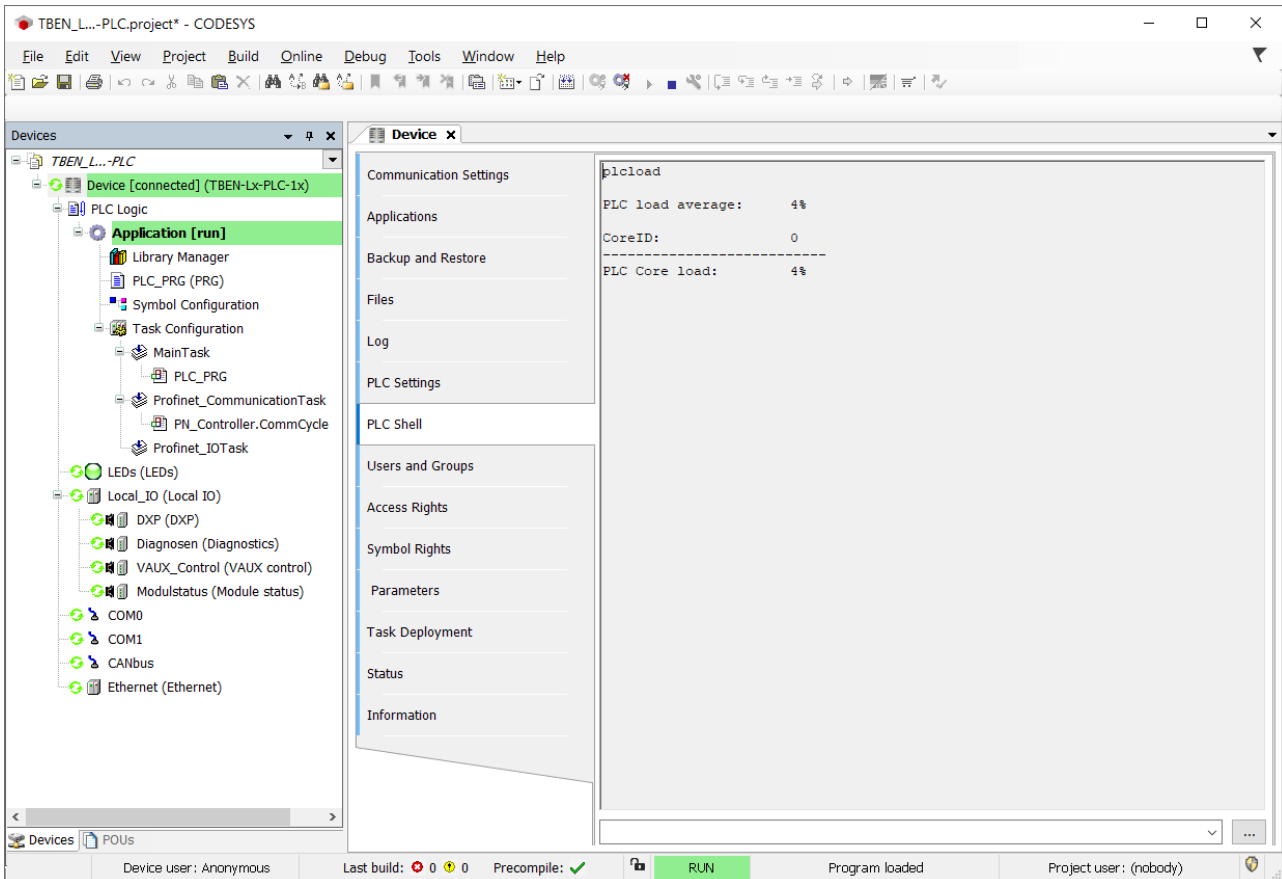 TBEN_L...-PLC.project* - CODESYS
File Edit View Project Build Online Debug Tools Window Help
Devices
TBEN_L...-PLC
Device [connected] (TBEN-Lx-PLC-1x)
PLC Logic
Application [run]
Library Manager
PLC_PRG (PRG)
Symbol Configuration
Task Configuration
MainTask
PLC_PRG
Profinet_CommunicationTask
PN_Controller.CommCycle
Profinet_IOTask
LEDs (LEDs)
Local_IO (Local IO)
DXP (DXP)
Diagnosen (Diagnostics)
VAUX_Control (VAUX control)
Modulstatus (Module status)
COM0
COM1
CANbus
Ethernet (Ethernet)
Devices POUs
Device
Communication Settings
Applications
Backup and Restore
Files
Log
PLC Settings
PLC Shell
Users and Groups
Access Rights
Symbol Rights
Parameters
Task Deployment
Status
Information
plcload
PLC load average: 4%
CoreID: 0
---------------------------
PLC Core load: 4%
...
Device user: Anonymous Last build: 0 0 Precompile: RUN Program loaded Project user: (nobody)